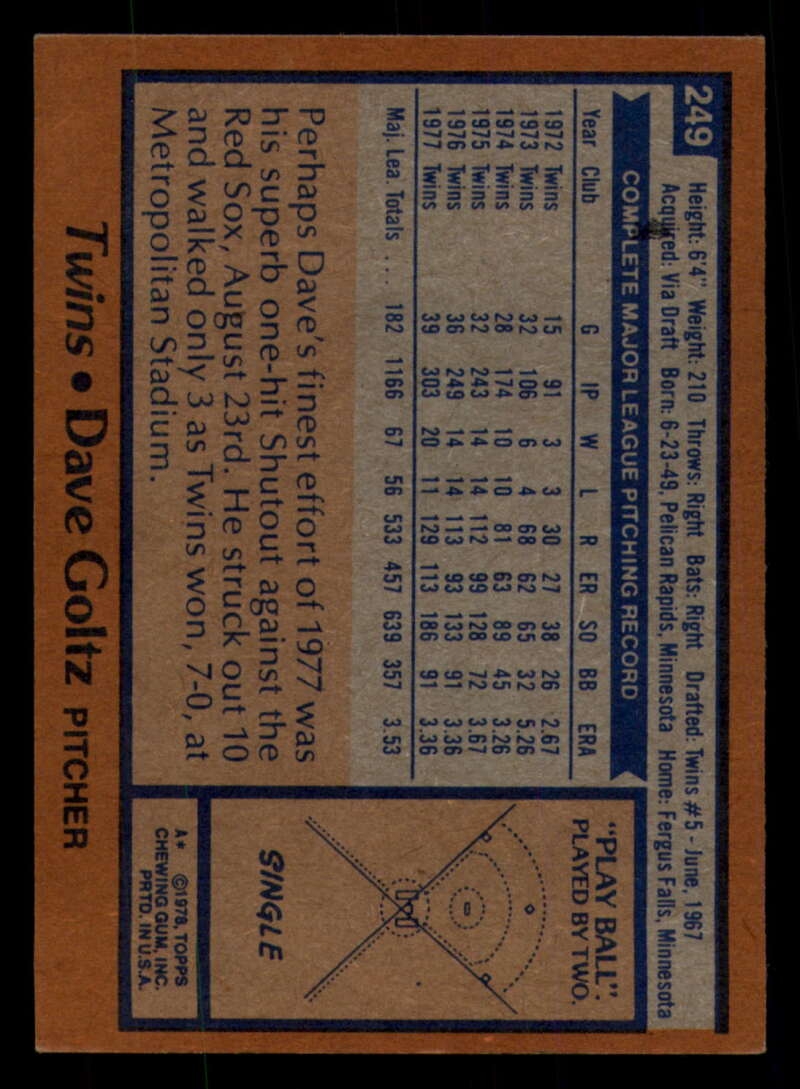 249
Height: 6'4" Weight: 210 Throws: Right Bats: Right Drafted: Twins #5 - June, 1967
Acquired: Via Draft Born: 6-23-49, Pelican Rapids, Minnesota Home: Fergus Falls, Minnesota
COMPLETE MAJOR LEAGUE PITCHING RECORD
Year Club G IP W L R ER SO BB ERA
1972 Twins 15 91 3 3 30 27 38 26 2.67
1973 Twins 32 106 6 4 68 62 65 32 5.26
1974 Twins 28 174 10 10 81 63 89 45 3.26
1975 Twins 32 243 14 14 112 99 128 72 3.67
1976 Twins 36 249 14 14 113 93 133 91 3.36
1977 Twins 39 303 20 11 129 113 186 91 3.36
Maj. Lea. Totals .... 182 1166 67 56 533 457 639 357 3.53
Perhaps Dave's finest effort of 1977 was
his superb one-hit Shutout against the
Red Sox, August 23rd. He struck out 10
and walked only 3 as Twins won, 7-0, at
Metropolitan Stadium.
"PLAY BALL".
PLAYED BY TWO.
SINGLE
A* ©1978, TOPPS
CHEWING GUM, INC.
PRTD. IN U.S.A.
Twins • Dave Goltz PITCHER